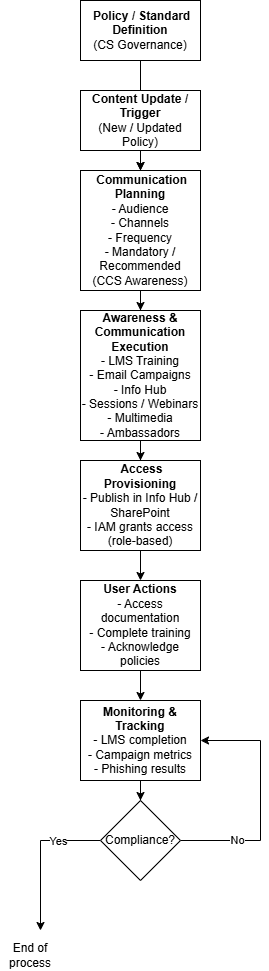 Policy / Standard
Definition
(CS Governance)
Content Update /
Trigger
(New / Updated
Policy)
Communication
Planning
- Audience
- Channels
- Frequency
- Mandatory /
Recommended
(CCS Awareness)
Awareness &
Communication
Execution
- LMS Training
- Email Campaigns
- Info Hub
- Sessions / Webinars
- Multimedia
- Ambassadors
Access
Provisioning
- Publish in Info Hub /
SharePoint
- IAM grants access
(role-based)
User Actions
- Access
documentation
- Complete training
- Acknowledge
policies
Monitoring &
Tracking
- LMS completion
- Campaign metrics
- Phishing results
Compliance?
Yes
No
End of
process